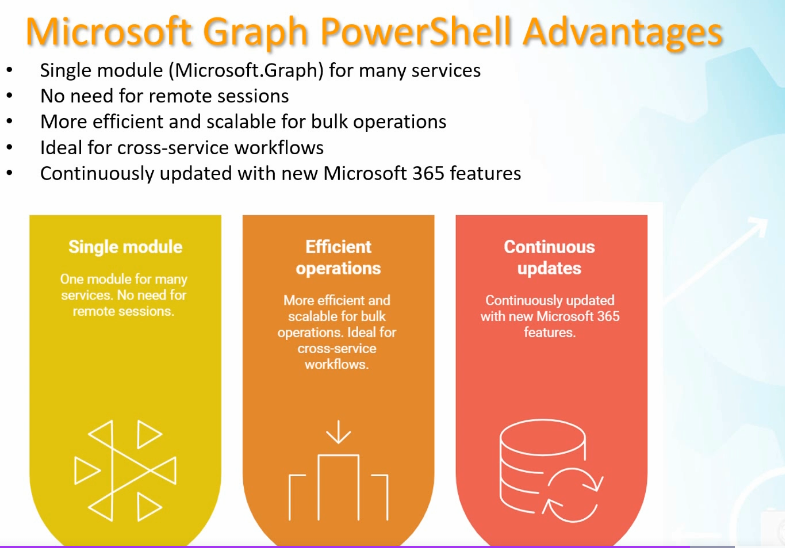 Microsoft Graph PowerShell Advantages
• Single module (Microsoft.Graph) for many services
• No need for remote sessions
• More efficient and scalable for bulk operations
• Ideal for cross-service workflows
• Continuously updated with new Microsoft 365 features
Single module
One module for many
services. No need for
remote sessions.
Efficient
operations
More efficient and
scalable for bulk
operations. Ideal for
cross-service
workflows.
Continuous
updates
Continuously updated
with new Microsoft 365
features.